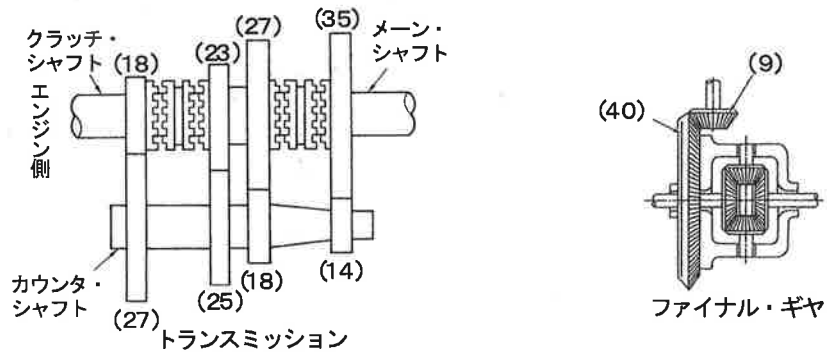 クラッチ・
シャフト
(18)
(23)
(27)
(35)
メーン・
シャフト
エンジン側
カウンタ・
シャフト
(27)
(25)
(18)
(14)
トランスミッション
(9)
(40)
ファイナル・ギヤ